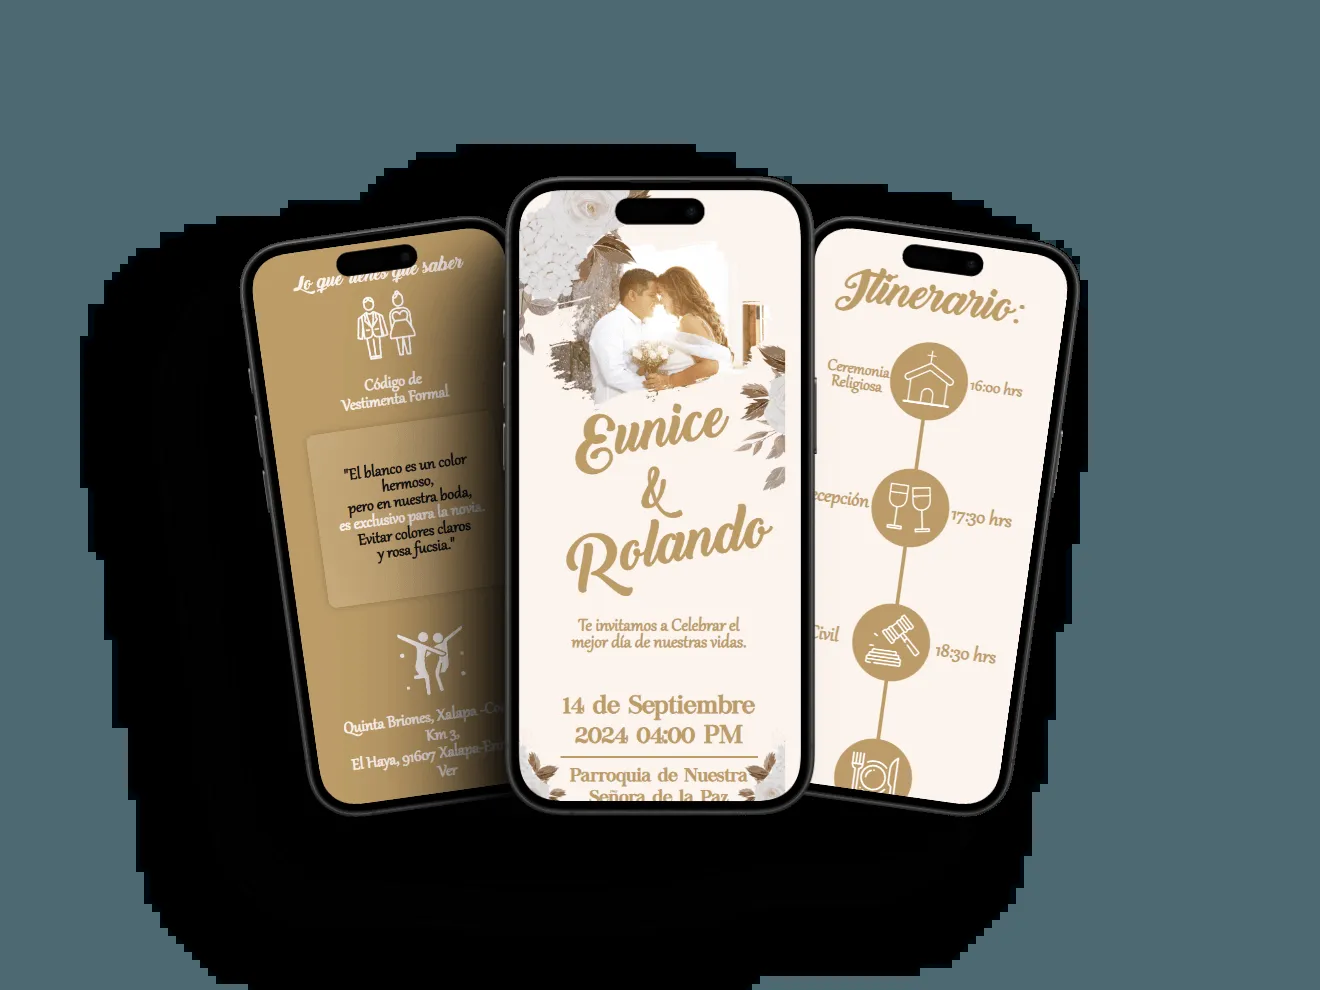 Lo que tienes que saber
Código de
Vestimenta Formal
"El blanco es un color
hermoso,
pero en nuestra boda,
es exclusivo para la novia.
Evitar colores claros
y rosa fucsia."
Quinta Briones, Xalapa
Km 3,
El Haya, 91607
Ver
Eunice
&
Rolando
Te invitamos a Celebrar el
mejor día de nuestras vidas.
14 de Septiembre
2024 04:00 PM
Parroquia de Nuestra
Señora de la Paz
Itinerario:
Ceremonia
Religiosa
16:00 hrs
17:30 hrs
Civil
18:30 hrs